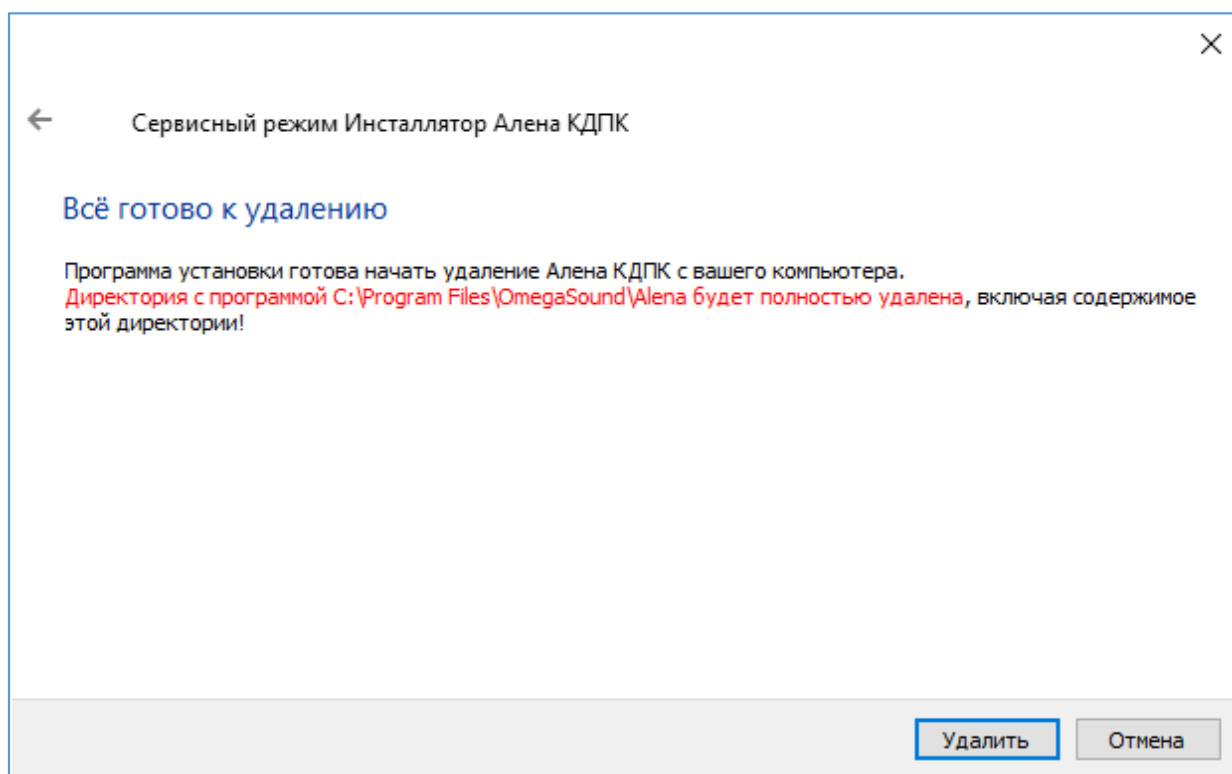 Сервисный режим Инсталлятор Алена КДПК
Всё готово к удалению
Программа установки готова начать удаление Алена КДПК с вашего компьютера.
Директория с программой C:\Program Files\OmegaSound\Alena будет полностью удалена, включая содержимое
этой директории!
Удалить
Отмена